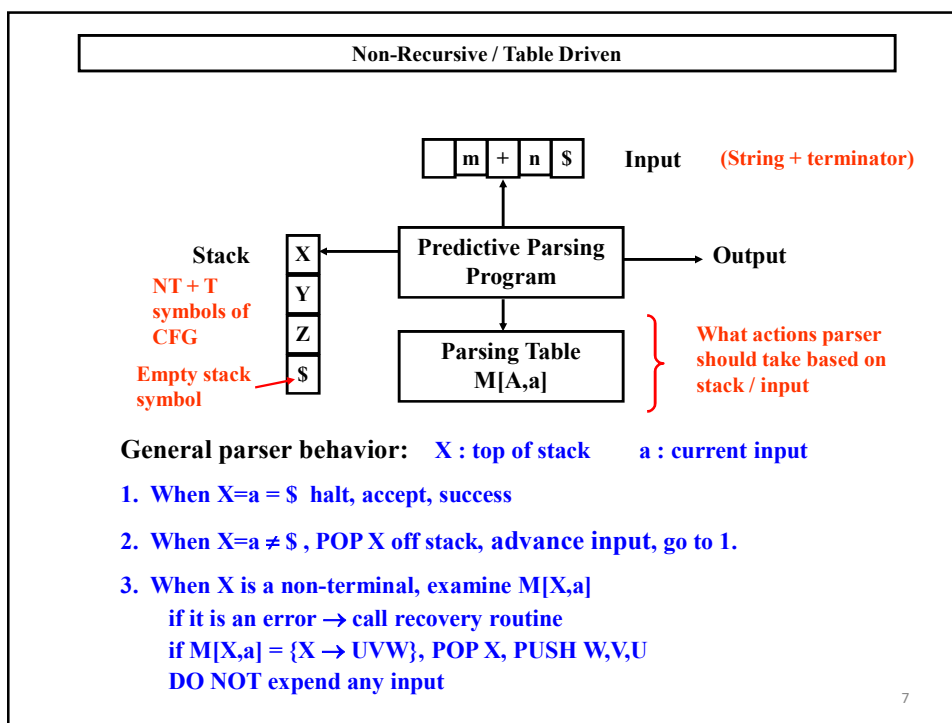 Non-Recursive / Table Driven
m + n $ Input (String + terminator)
Stack
NT + T
symbols of
CFG
Empty stack
symbol
X
Y
Z
$
Predictive Parsing
Program
Output
Parsing Table
M[A,a]
What actions parser
should take based on
stack / input
General parser behavior: X : top of stack a : current input
1. When X=a = $ halt, accept, success
2. When X=a ≠ $ , POP X off stack, advance input, go to 1.
3. When X is a non-terminal, examine M[X,a]
if it is an error → call recovery routine
if M[X,a] = {X → UVW}, POP X, PUSH W,V,U
DO NOT expend any input
7